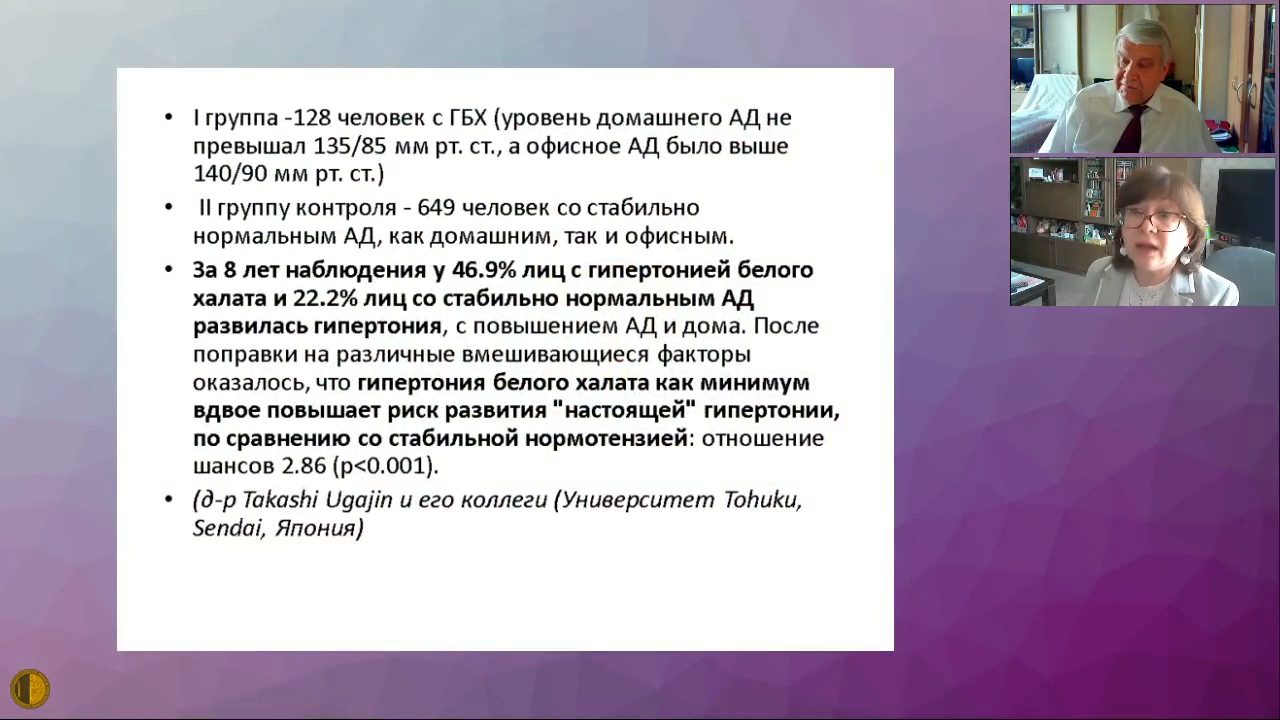 • I группа -128 человек с ГБХ (уровень домашнего АД не
превышал 135/85 мм рт. ст., а офисное АД было выше
140/90 мм рт. ст.)
• II группу контроля - 649 человек со стабильно
нормальным АД, как домашним, так и офисным.
• За 8 лет наблюдения у 46.9% лиц с гипертонией белого
халата и 22.2% лиц со стабильно нормальным АД
развилась гипертония, с повышением АД и дома. После
поправки на различные вмешивающиеся факторы
оказалось, что гипертония белого халата как минимум
вдвое повышает риск развития "настоящей" гипертонии,
по сравнению со стабильной нормотензией: отношение
шансов 2.86 (p<0.001).
• (д-р Takashi Ugajin и его коллеги (Университет Tohuku,
Sendai, Япония)